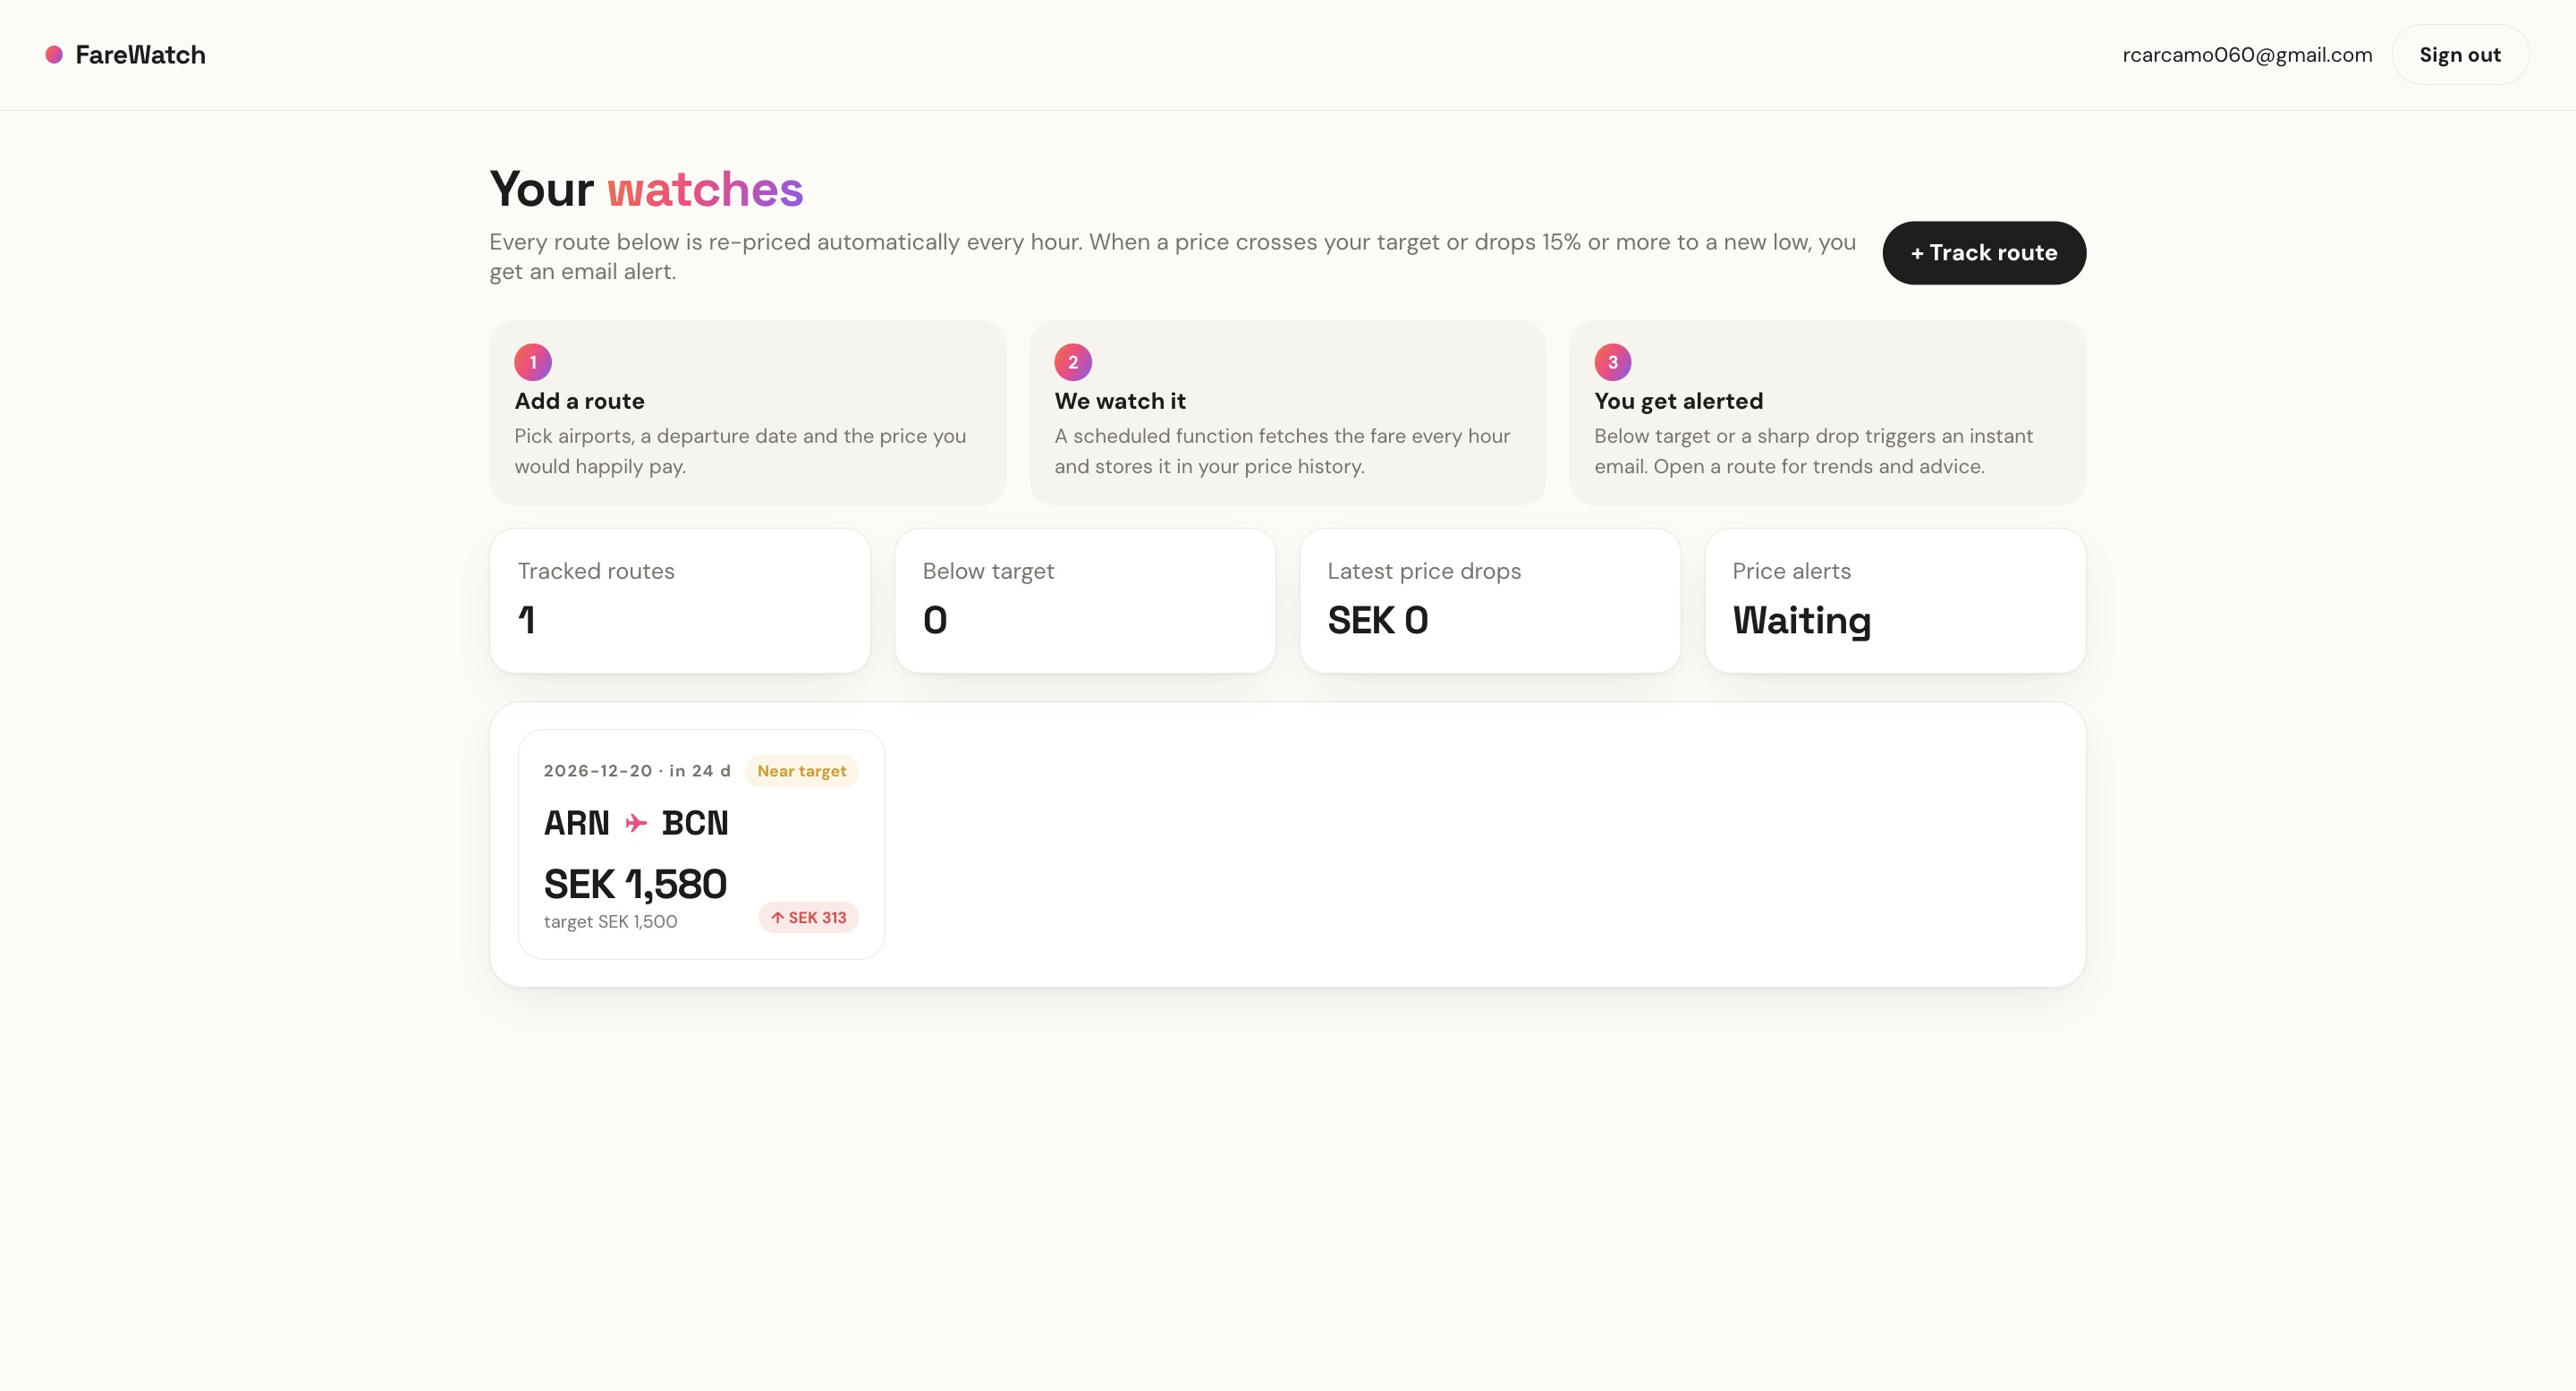 FareWatch
rcarcamo060@gmail.com
Sign out
Your watches
Every route below is re-priced automatically every hour. When a price crosses your target or drops 15% or more to a new low, you
get an email alert.
+ Track route
1
Add a route
Pick airports, a departure date and the price you
would happily pay.
2
We watch it
A scheduled function fetches the fare every hour
and stores it in your price history.
3
You get alerted
Below target or a sharp drop triggers an instant
email. Open a route for trends and advice.
Tracked routes
1
Below target
0
Latest price drops
SEK 0
Price alerts
Waiting
2026-12-20 · in 24 d
Near target
ARN ✈ BCN
SEK 1,580
target SEK 1,500
↑ SEK 313